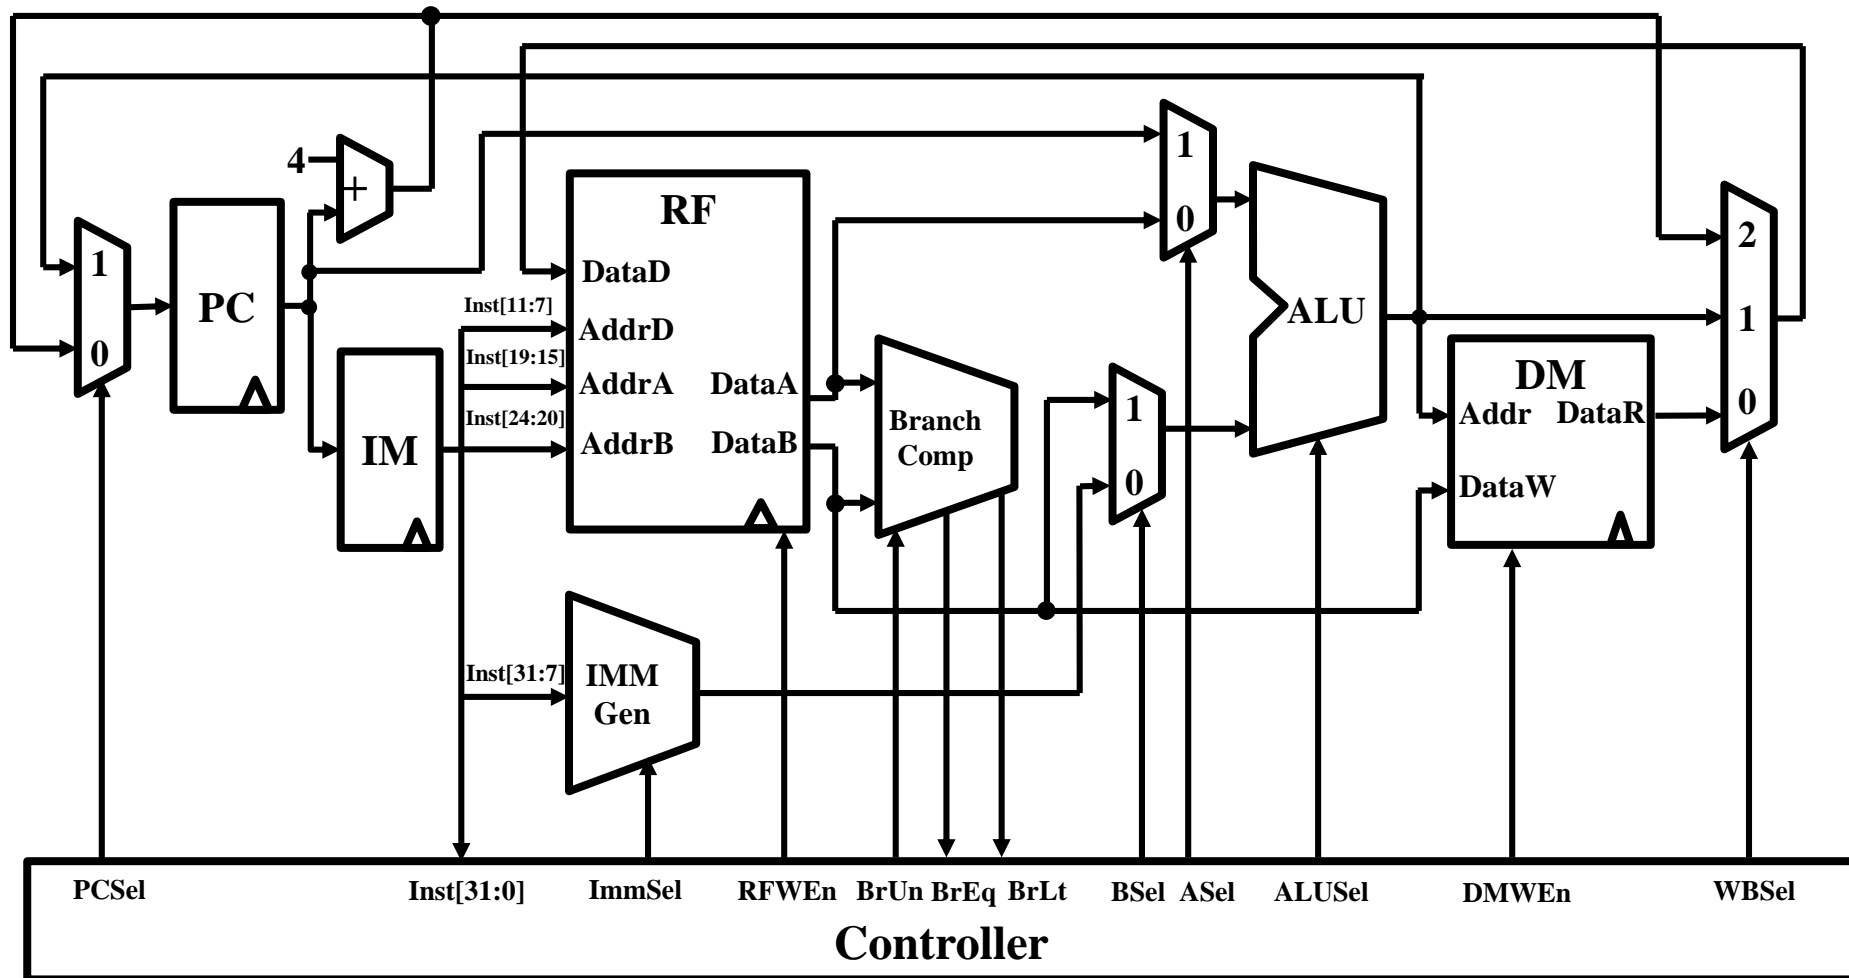 4
+
1
0
PC
IM
RF
DataD
Inst[11:7]
AddrD
Inst[19:15]
AddrA
DataA
Inst[24:20]
AddrB
DataB
Branch
Comp
1
0
1
0
ALU
DM
Addr
DataR
DataW
2
1
0
Inst[31:7]
IMM
Gen
PCSel
Inst[31:0]
ImmSel
RFWEn
BrUn
BrEq
BrLt
BSel
ASel
ALUSel
DMWEn
WBSel
Controller